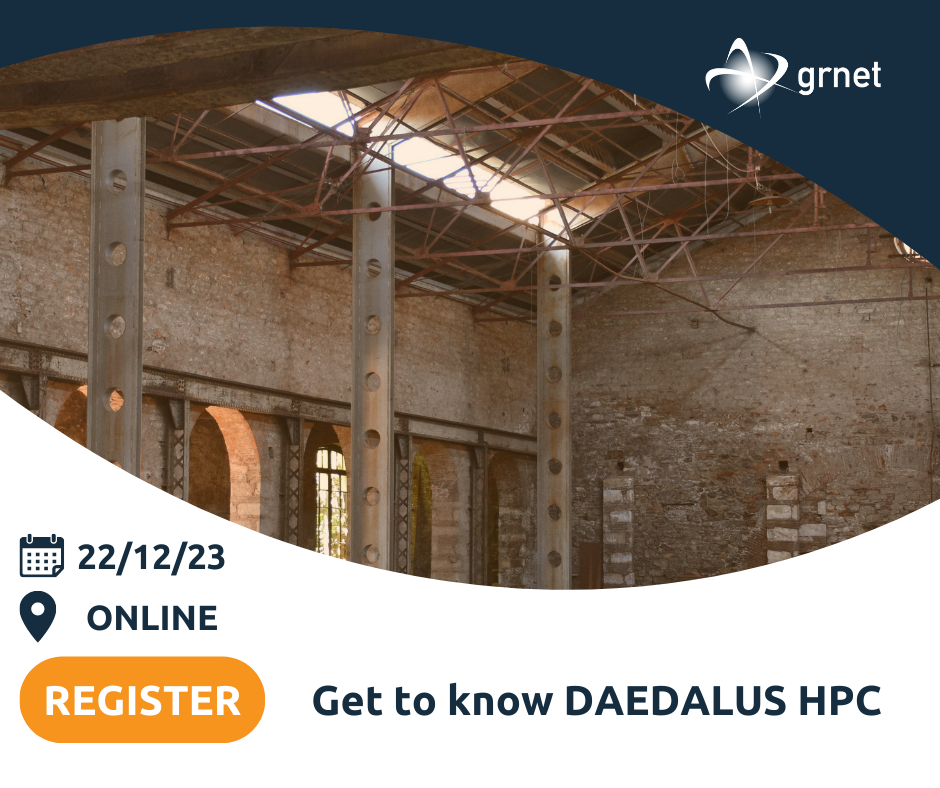 grnet
22/12/23
ONLINE
REGISTER
Get to know DAEDALUS HPC